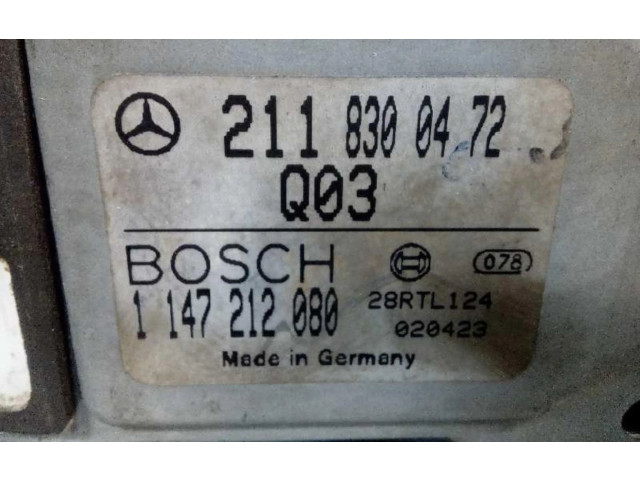 211 830 04 72
Q03
BOSCH 078
1 147 212 080 28RTL124
020423
Made in Germany